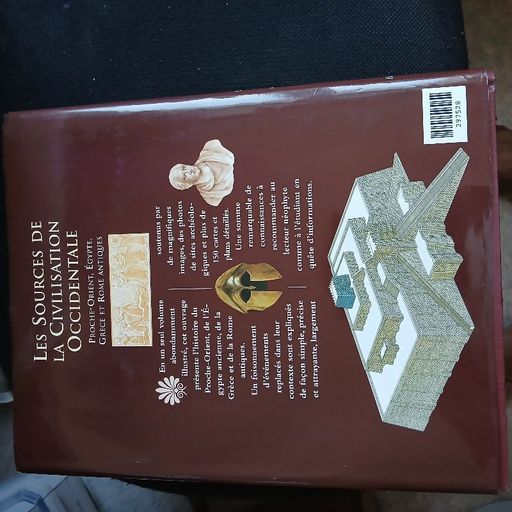 LES SOURCES DE
LA CIVILISATION
OCCIDENTALE
PROCHE-ORIENT, ÉGYPTE,
GRÈCE ET ROME ANTIQUES
En un seul volume
abondamment
illustré, cet ouvrage
présente l'histoire du
Proche-Orient, de l'É-
gypte ancienne, de la
Grèce et de la Rome
antiques.
Un foisonnement
d'événements
replacés dans leur
contexte sont expliqués
de façon simple, précise
et attrayante, largement
soutenus par
de magnifiques
images, des photos
de sites archéolo-
giques et plus de
150 cartes et
plans détaillés.
Une somme
remarquable de
connaissances à
recommander au
lecteur néophyte
comme à l'étudiant en
quête d'informations.
297528